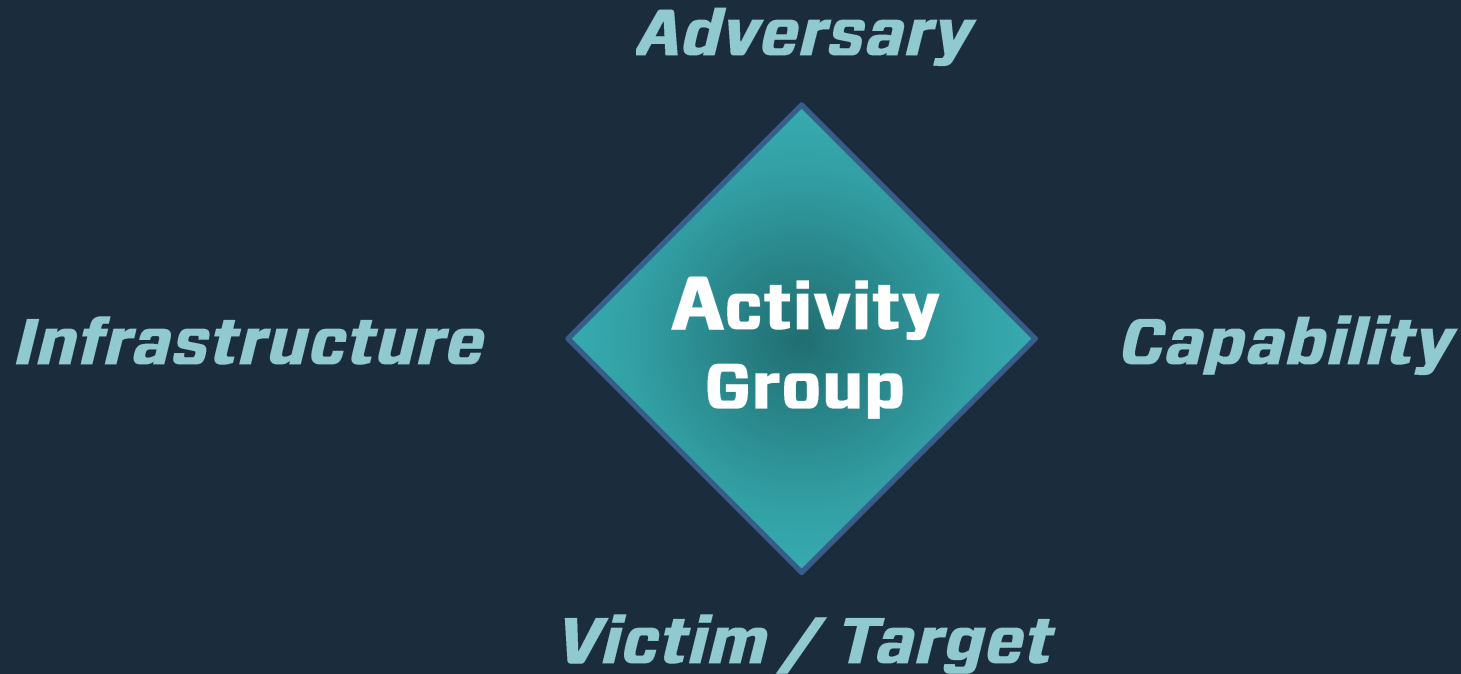 Adversary
Activity
Group
Infrastructure
Capability
Victim / Target